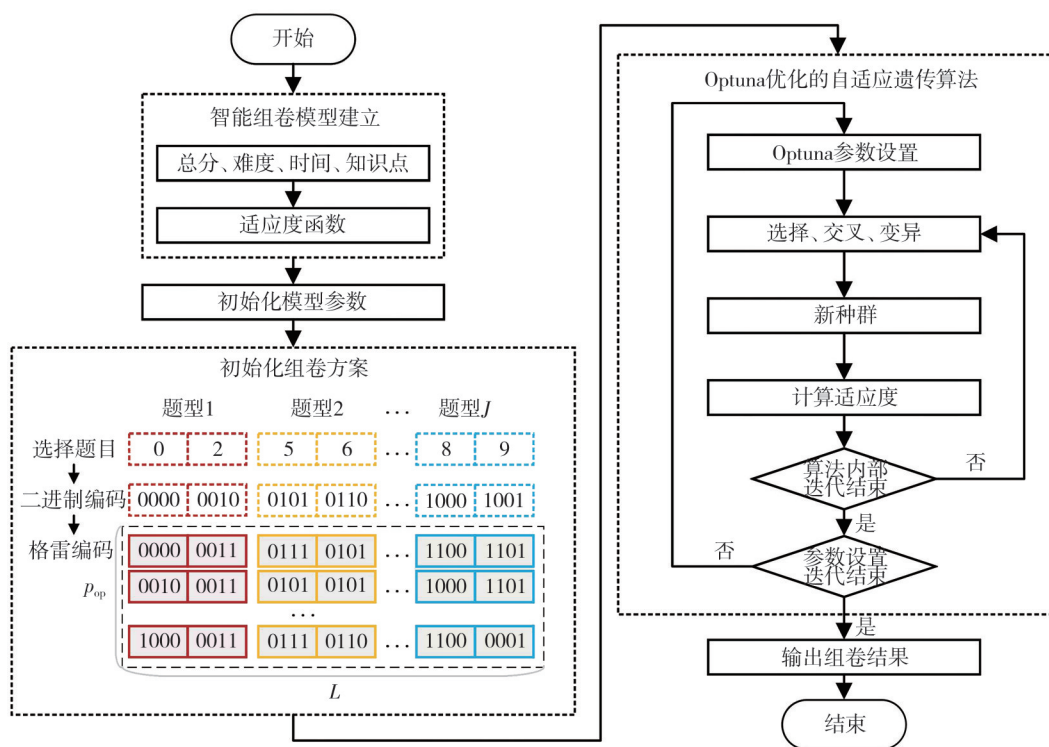 开始
智能组卷模型建立
总分、难度、时间、知识点
适应度函数
初始化模型参数
初始化组卷方案
题型1 题型2 … 题型J
选择题目 0 2 5 6 … 8 9
二进制编码 0000 0010 0101 0110 … 1000 1001
格雷编码 0000 0011 0111 0101 … 1100 1101
pop 0010 0011 0101 0101 … 1000 1101
…
1000 0011 0111 0110 … 1100 0001
L
Optuna优化的自适应遗传算法
Optuna参数设置
选择、交叉、变异
新种群
计算适应度
算法内部
迭代结束
否
是
参数设置
迭代结束
否
是
输出组卷结果
结束